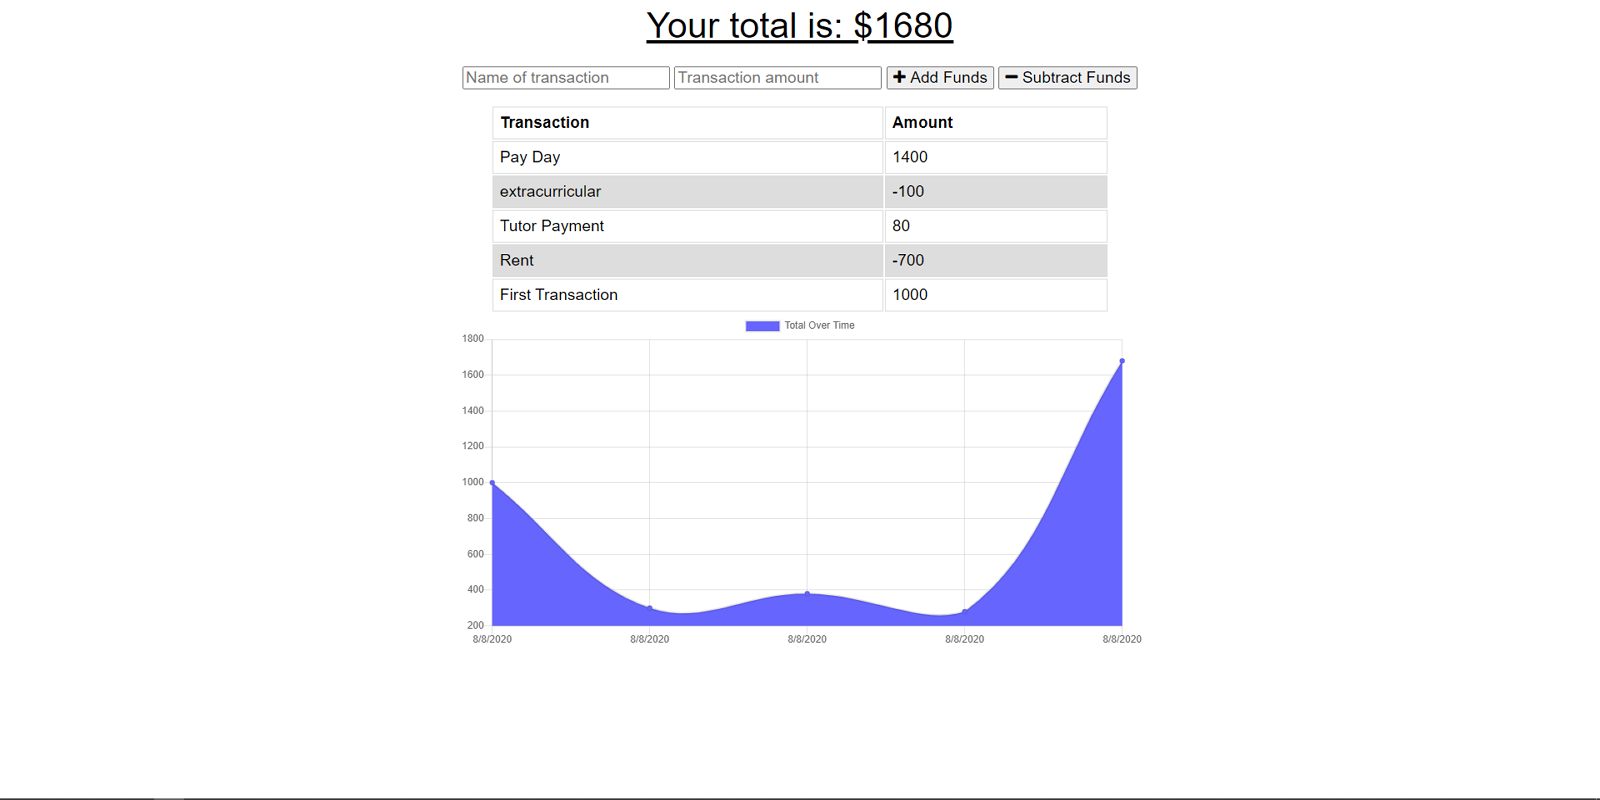 Your total is: $1680
Name of transaction Transaction amount Add Funds Subtract Funds
Transaction Amount
Pay Day 1400
extracurricular -100
Tutor Payment 80
Rent -700
First Transaction 1000
Total Over Time
1800
1600
1400
1200
1000
800
600
400
200
8/8/2020 8/8/2020 8/8/2020 8/8/2020 8/8/2020